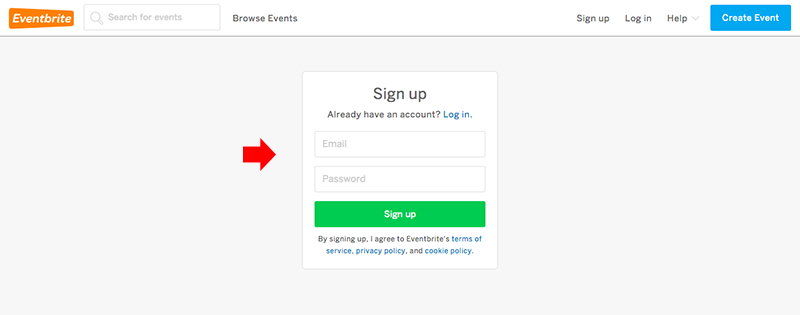 Eventbrite
Search for events
Browse Events
Sign up
Log in
Help
Create Event
Sign up
Already have an account? Log in.
Email
Password
Sign up
By signing up, I agree to Eventbrite's terms of
service, privacy policy, and cookie policy.